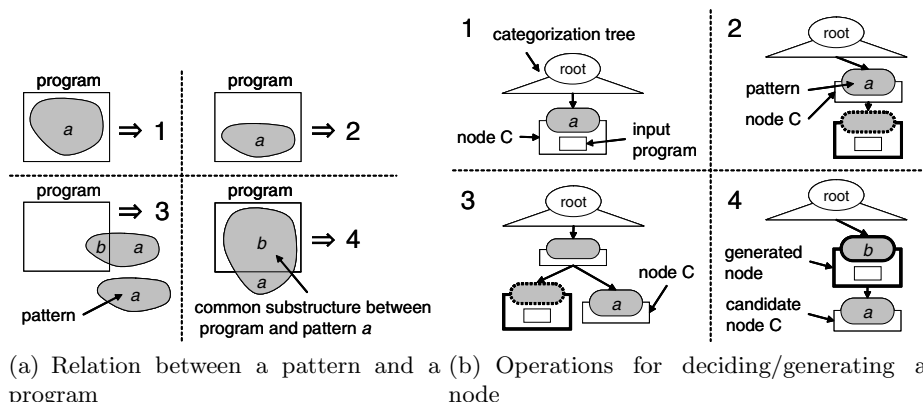 program
a
⇒ 1
program
a
⇒ 2
program
⇒ 3
b a
a
pattern
program
b
a
⇒ 4
common substructure between
program and pattern a
(a) Relation between a pattern and a
program
1
categorization tree
root
a
node C
input
program
2
root
pattern
a
node C
3
root
node C
a
4
root
b
generated
node
candidate
node C
a
(b) Operations for deciding/generating a
node